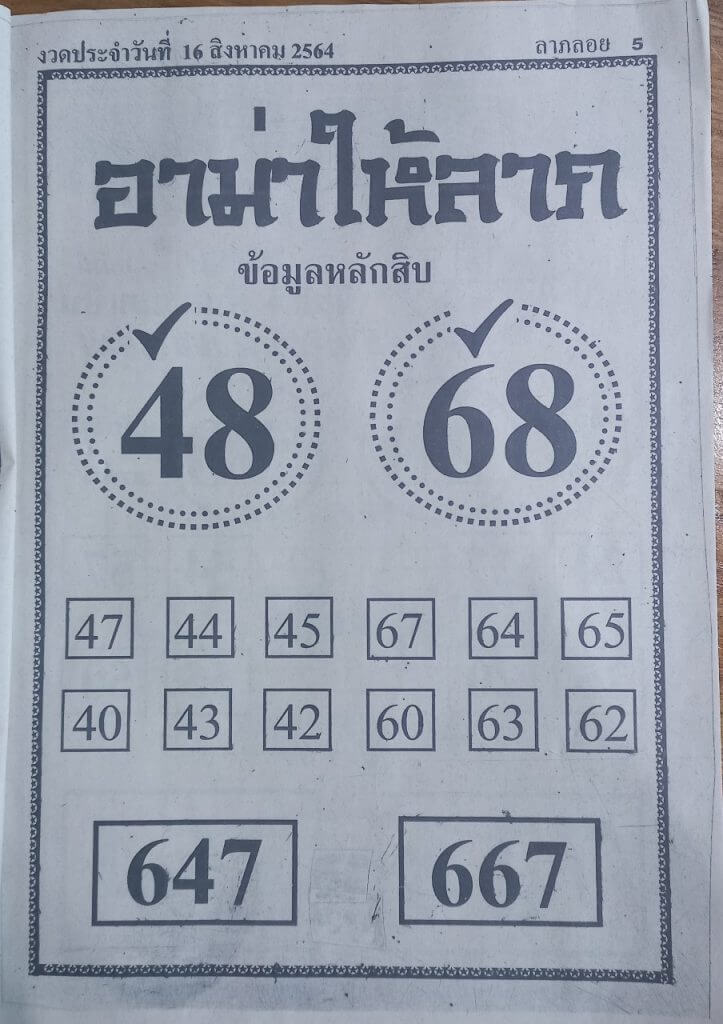 งวดประจำวันที่ 16 สิงหาคม 2564 ลาภลอย 5
อาม่าให้ลาภ
ข้อมูลหลักสิบ
48 68
47 44 45 67 64 65
40 43 42 60 63 62
647 667